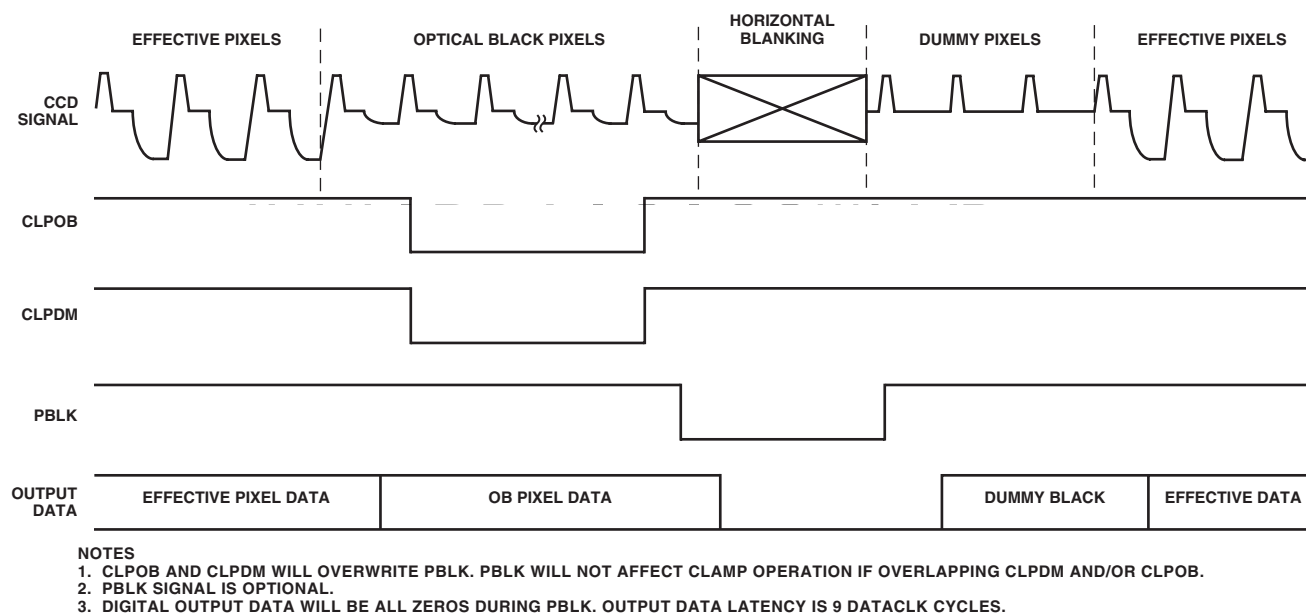 HORIZONTAL
BLANKING
EFFECTIVE PIXELS
OPTICAL BLACK PIXELS
DUMMY PIXELS
EFFECTIVE PIXELS
CCD
SIGNAL
CLPOB
CLPDM
PBLK
OUTPUT
DATA
EFFECTIVE PIXEL DATA
OB PIXEL DATA
DUMMY BLACK
EFFECTIVE DATA
NOTES
1. CLPOB AND CLPDM WILL OVERWRITE PBLK. PBLK WILL NOT AFFECT CLAMP OPERATION IF OVERLAPPING CLPDM AND/OR CLPOB.
2. PBLK SIGNAL IS OPTIONAL.
3. DIGITAL OUTPUT DATA WILL BE ALL ZEROS DURING PBLK. OUTPUT DATA LATENCY IS 9 DATACLK CYCLES.